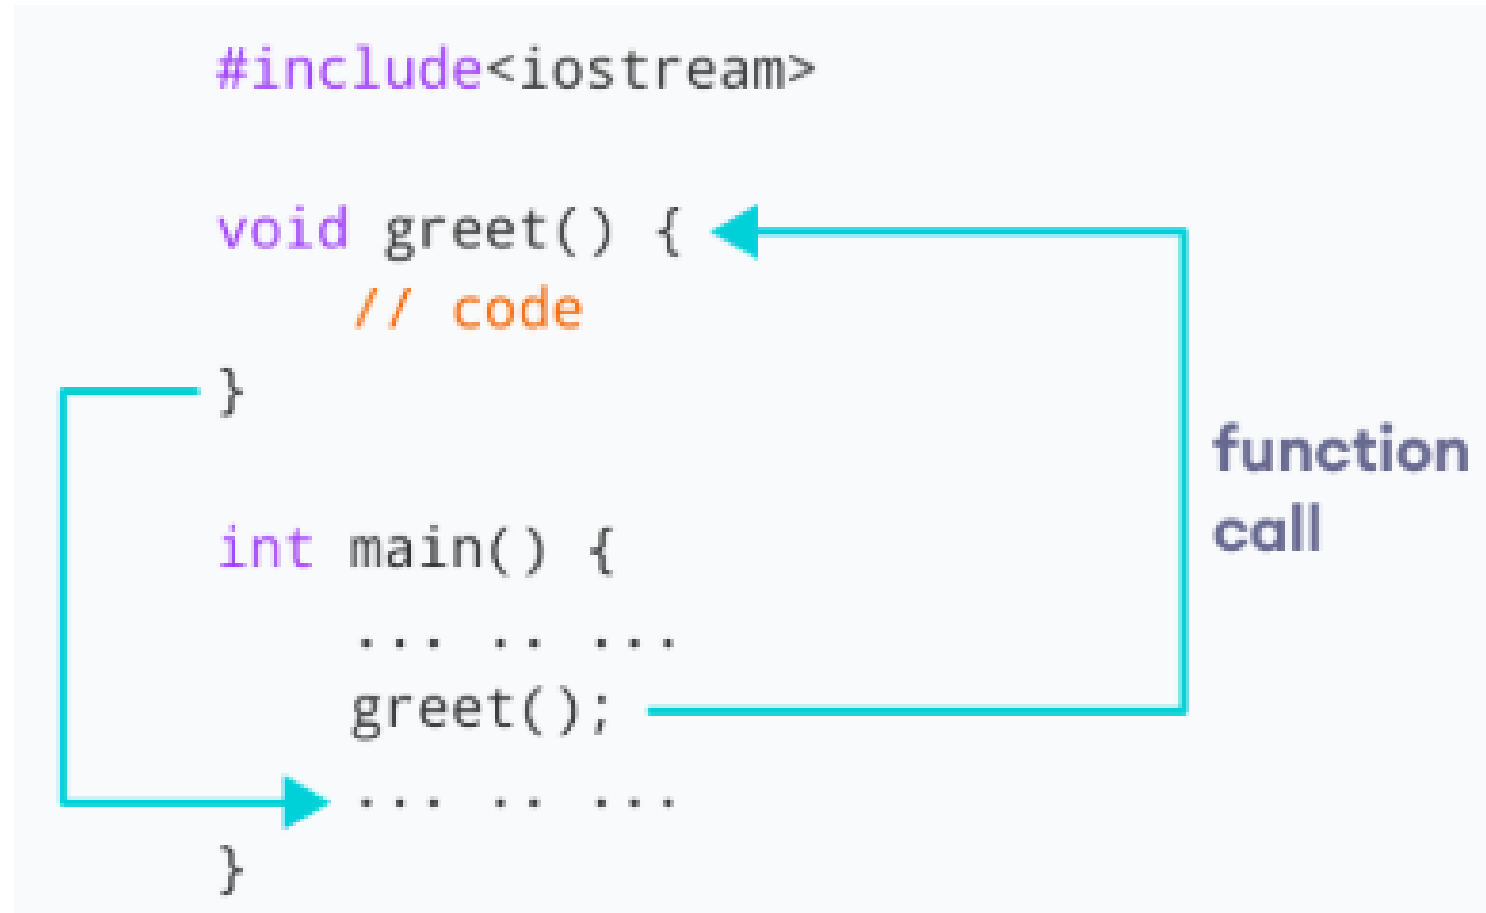 #include<iostream>
void greet() {
// code
}
int main() {
... .. ...
greet();
... .. ...
}
function
call